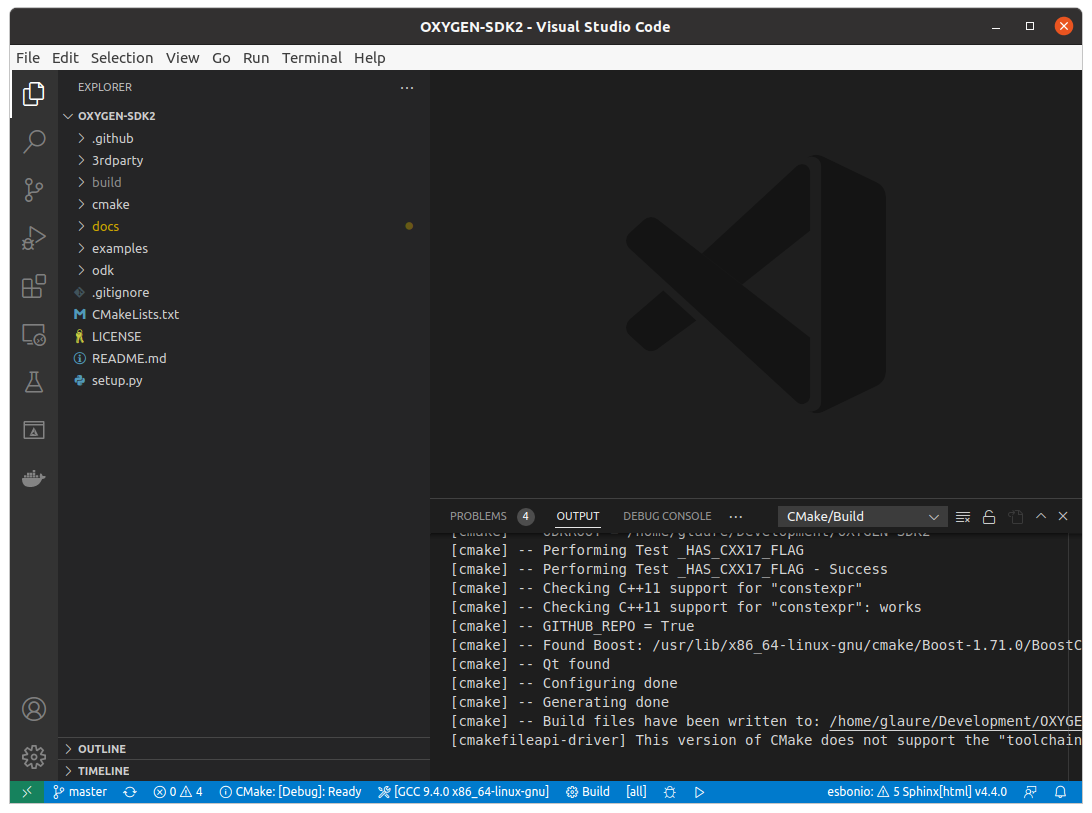 OXYGEN-SDK2 - Visual Studio Code
File Edit Selection View Go Run Terminal Help
EXPLORER
OXYGEN-SDK2
.github
3rdparty
build
cmake
docs
examples
odk
.gitignore
CMakeLists.txt
LICENSE
README.md
setup.py
OUTLINE
TIMELINE
PROBLEMS 4 OUTPUT DEBUG CONSOLE ... CMake/Build
[cmake] -- SDKROOT = /home/glaure/Development/OXYGEN-SDK2
[cmake] -- Performing Test _HAS_CXX17_FLAG
[cmake] -- Performing Test _HAS_CXX17_FLAG - Success
[cmake] -- Checking C++11 support for "constexpr"
[cmake] -- Checking C++11 support for "constexpr": works
[cmake] -- GITHUB_REPO = True
[cmake] -- Found Boost: /usr/lib/x86_64-linux-gnu/cmake/Boost-1.71.0/BoostC
[cmake] -- Qt found
[cmake] -- Configuring done
[cmake] -- Generating done
[cmake] -- Build files have been written to: /home/glaure/Development/OXYGE
[cmakefileapi-driver] This version of CMake does not support the "toolchain
master 0 4 CMake: [Debug]: Ready [GCC 9.4.0 x86_64-linux-gnu] Build [all] esbonio: 5 Sphinx[html] v4.4.0